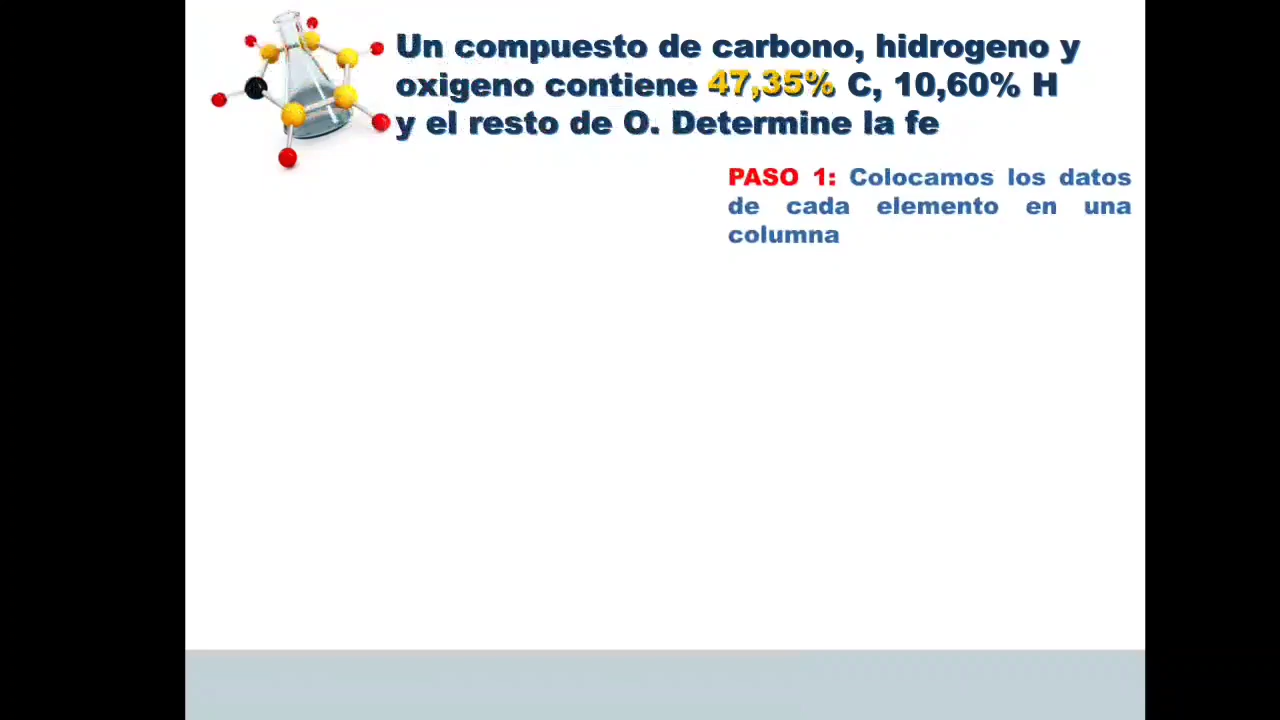 Un compuesto de carbono, hidrogeno y
oxigeno contiene 47,35% C, 10,60% H
y el resto de O. Determine la fe
PASO 1: Colocamos los datos
de cada elemento en una
columna